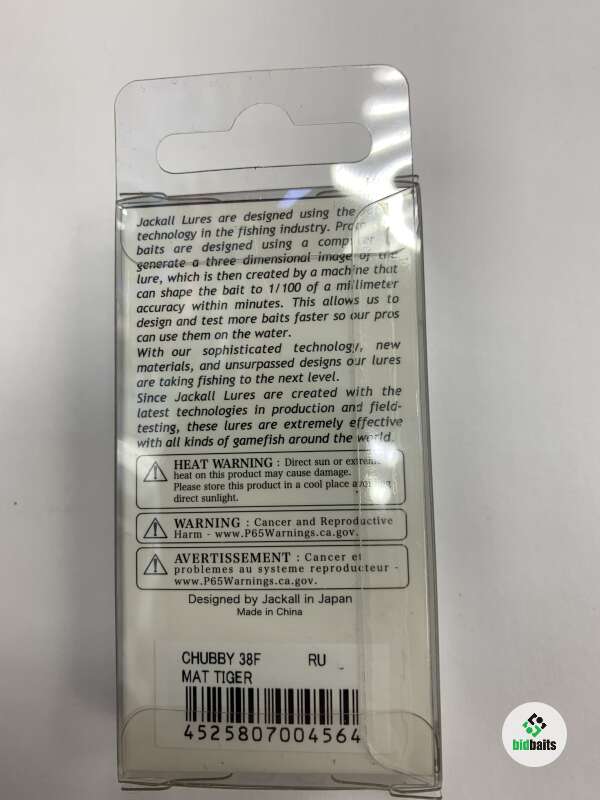 Jackall Lures are designed using the
technology in the fishing industry.
baits are designed using a
generate a three dimensional image of the
lure, which is then created by a machine that
can shape the bait to 1/100 of a millimeter
accuracy within minutes. This allows us to
design and test more baits faster so our pros
can use them on the water.
With our sophisticated technology, new
materials, and unsurpassed designs our lures
are taking fishing to the next level.
Since Jackall Lures are created with the
latest technologies in production and field-
testing, these lures are extremely effective
with all kinds of gamefish around the world.
HEAT WARNING : Direct sun or extreme
heat on this product may cause damage.
Please store this product in a cool place avoiding
direct sunlight.
WARNING : Cancer and Reproductive
Harm - www.P65Warnings.ca.gov.
AVERTISSEMENT : Cancer et
problemes au systeme reproducteur -
www.P65Warnings.ca.gov.
Designed by Jackall in Japan
Made in China
CHUBBY 38F RU
MAT TIGER
4525807004564
bidbaits